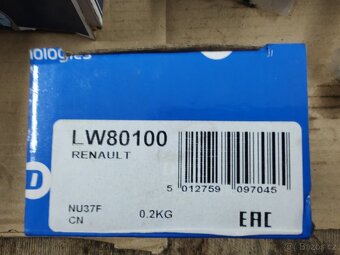 nologies
LW80100
RENAULT
5 012759 097045
NU37F
CN 0.2KG EAC